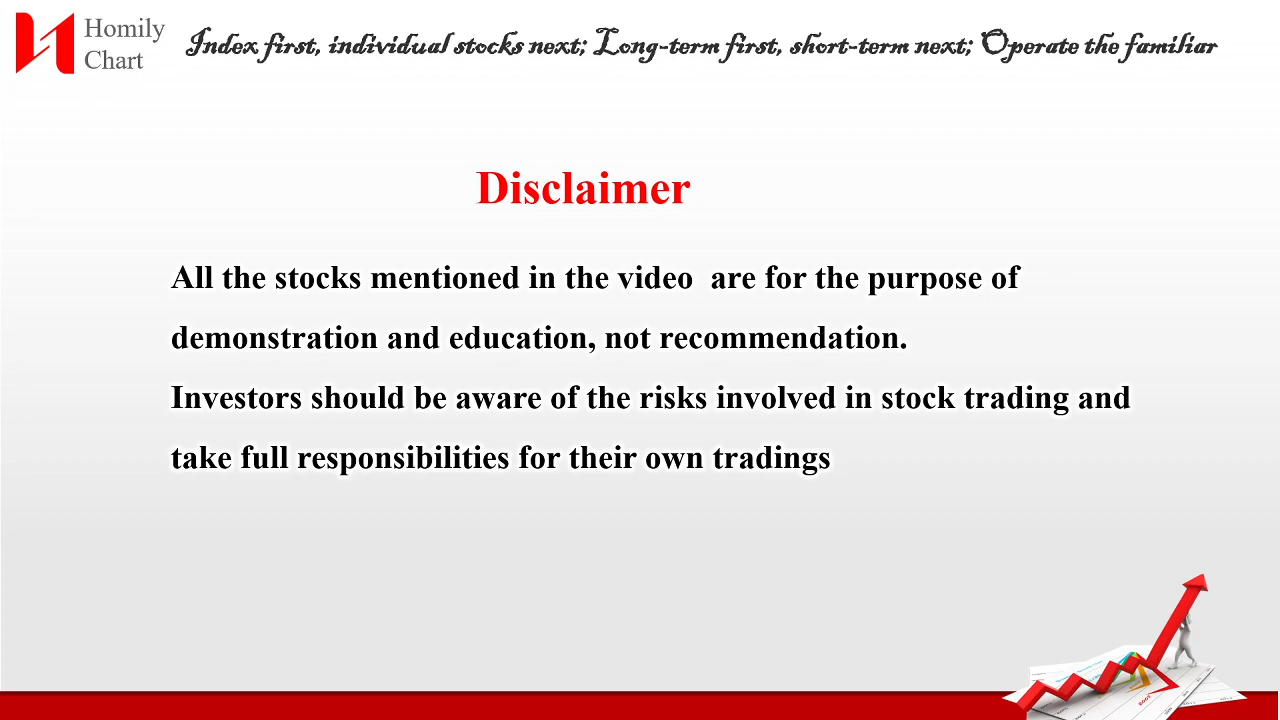 Homily
Chart
Index first, individual stocks next; Long-term first, short-term next; Operate the familiar
Disclaimer
All the stocks mentioned in the video are for the purpose of
demonstration and education, not recommendation.
Investors should be aware of the risks involved in stock trading and
take full responsibilities for their own tradings